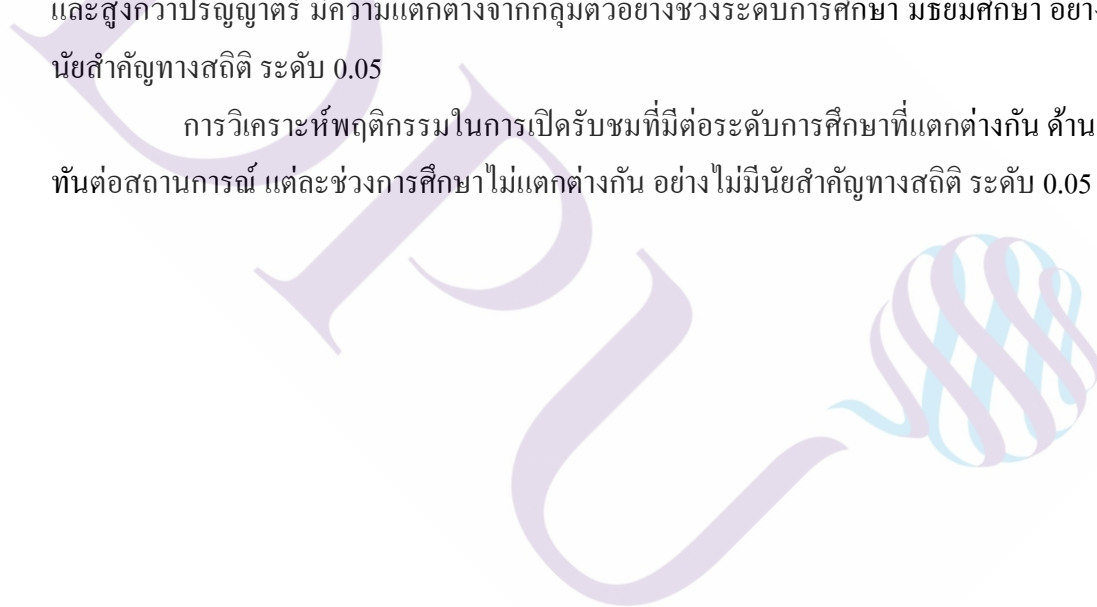 และสูงกว่าปริญญาตรี มีความแตกต่างจากกลุ่มตัวอย่างช่วงระดับการศึกษา มัธยมศึกษา
นัยสำคัญทางสถิติ ระดับ 0.05
การวิเคราะห์พฤติกรรมในการเปิดรับชมที่มีต่อระดับการศึกษาที่แตกต่างกัน ด้าน
ทันต่อสถานการณ์ แต่ละช่วงการศึกษาไม่แตกต่างกัน อย่างไม่มีนัยสำคัญทางสถิติ ระดับ 0.05
DPU